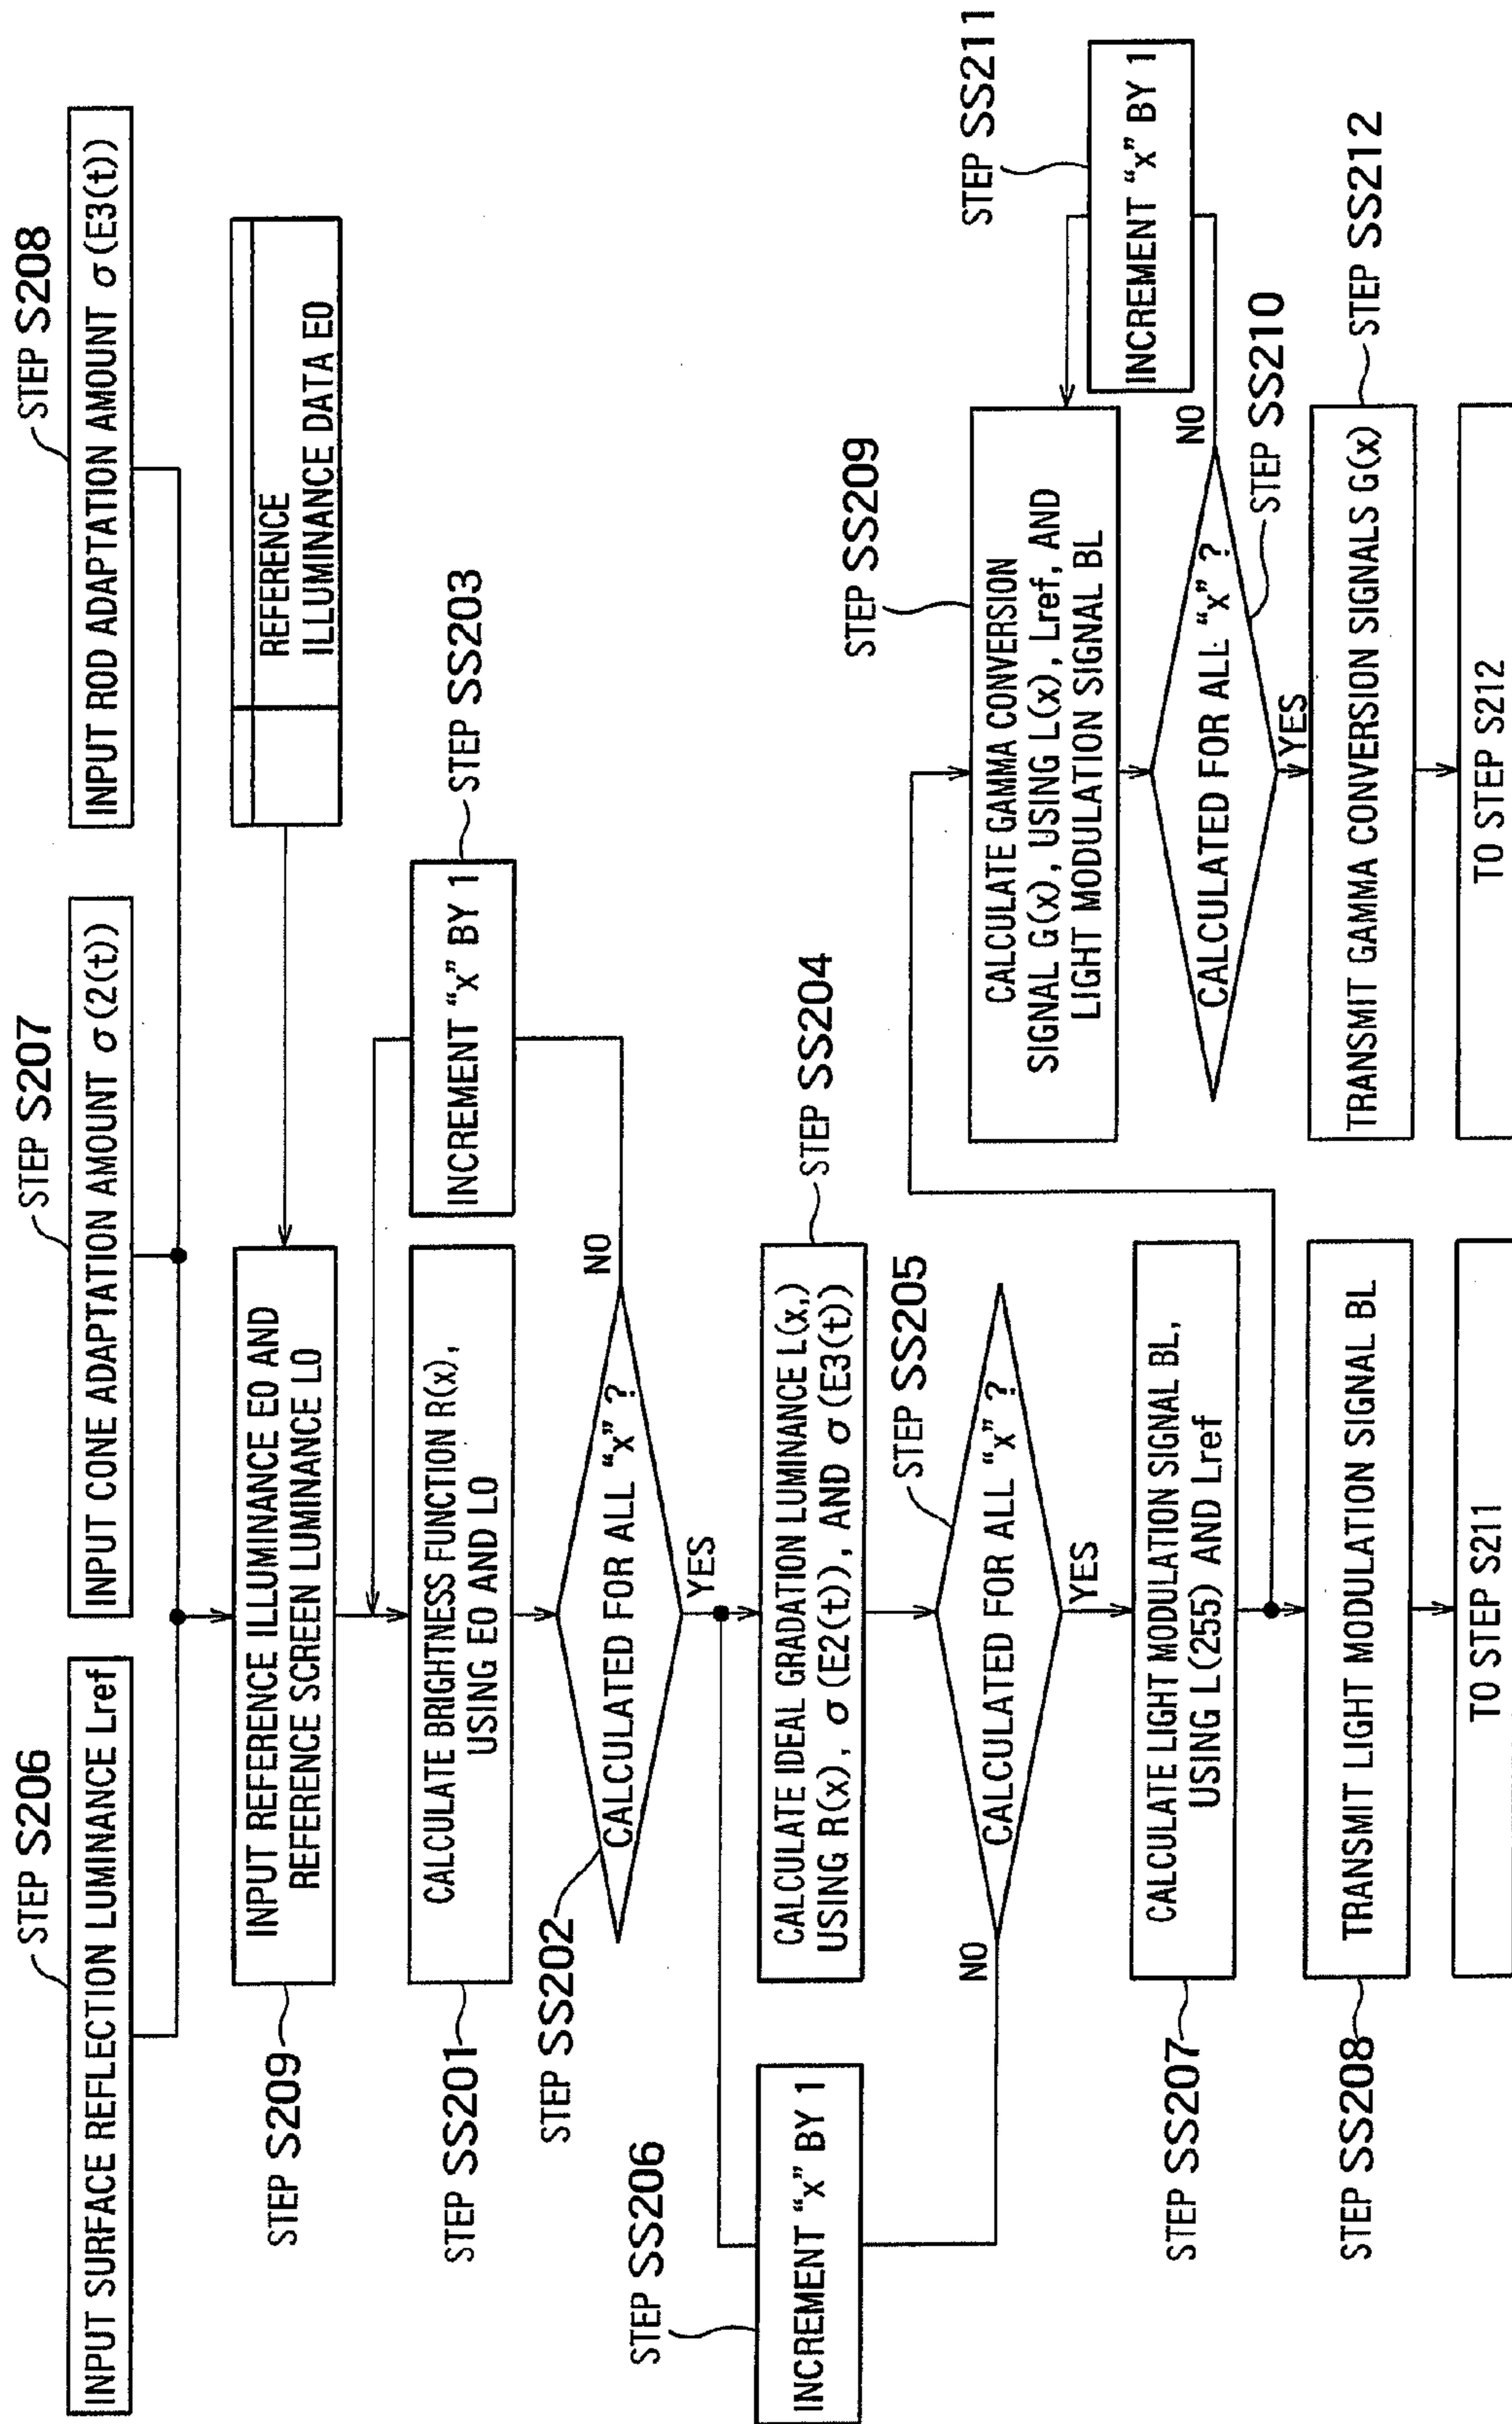 STEP S206
INPUT SURFACE REFLECTION LUMINANCE Lref
STEP S207
INPUT CONE ADAPTATION AMOUNT σ(2(t))
STEP S208
INPUT ROD ADAPTATION AMOUNT σ(E3(t))
REFERENCE
ILLUMINANCE DATA E0
STEP S209
INPUT REFERENCE ILLUMINANCE E0 AND
REFERENCE SCREEN LUMINANCE L0
STEP SS201
CALCULATE BRIGHTNESS FUNCTION R(x),
USING E0 AND L0
STEP SS202
CALCULATED FOR ALL “x” ?
NO
YES
STEP SS203
INCREMENT “x” BY 1
STEP SS204
CALCULATE IDEAL GRADATION LUMINANCE L(x,)
USING R(x), σ(E2(t)), AND σ(E3(t))
STEP SS205
CALCULATED FOR ALL “x” ?
NO
YES
STEP SS206
INCREMENT “x” BY 1
STEP SS207
CALCULATE LIGHT MODULATION SIGNAL BL,
USING L(255) AND Lref
STEP SS208
TRANSMIT LIGHT MODULATION SIGNAL BL
TO STEP S211
STEP SS209
CALCULATE GAMMA CONVERSION
SIGNAL G(x), USING L(x), Lref, AND
LIGHT MODULATION SIGNAL BL
STEP SS210
CALCULATED FOR ALL “x” ?
NO
YES
STEP SS211
INCREMENT “x” BY 1
STEP SS212
TRANSMIT GAMMA CONVERSION SIGNALS G(x)
TO STEP S212